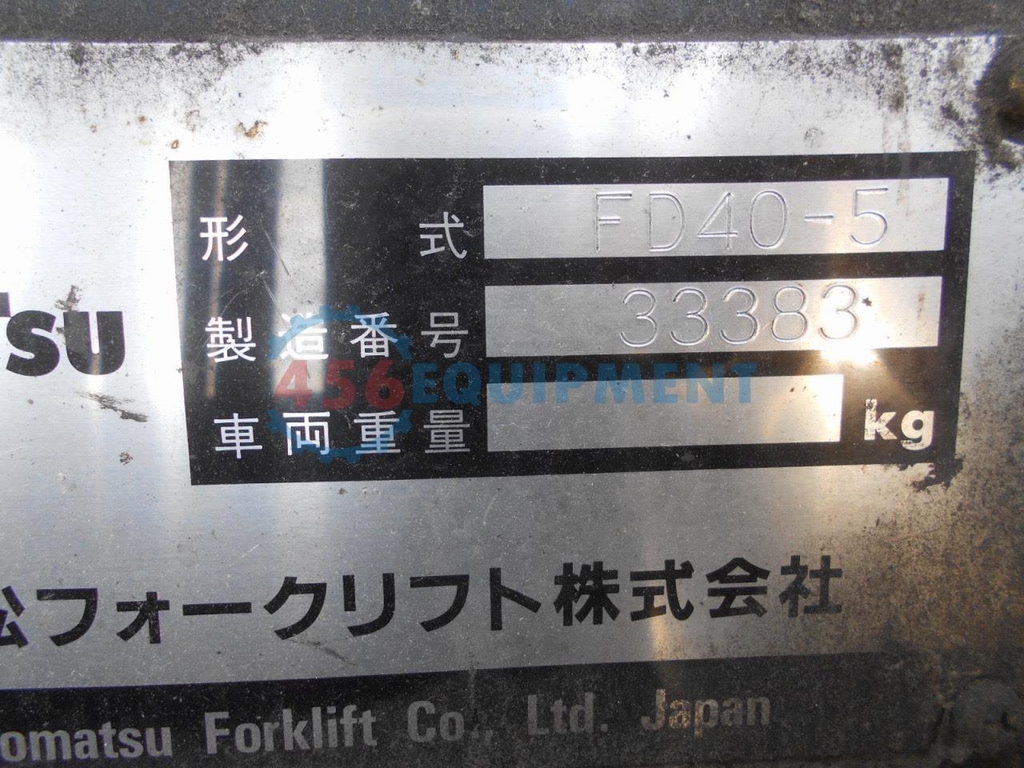 形式 FD40-5
TSU
製造番号 33383
456EQUIPMENT
車両重量 kg
松フォークリフト株式会社
omatsu Forklift Co., Ltd. Japan